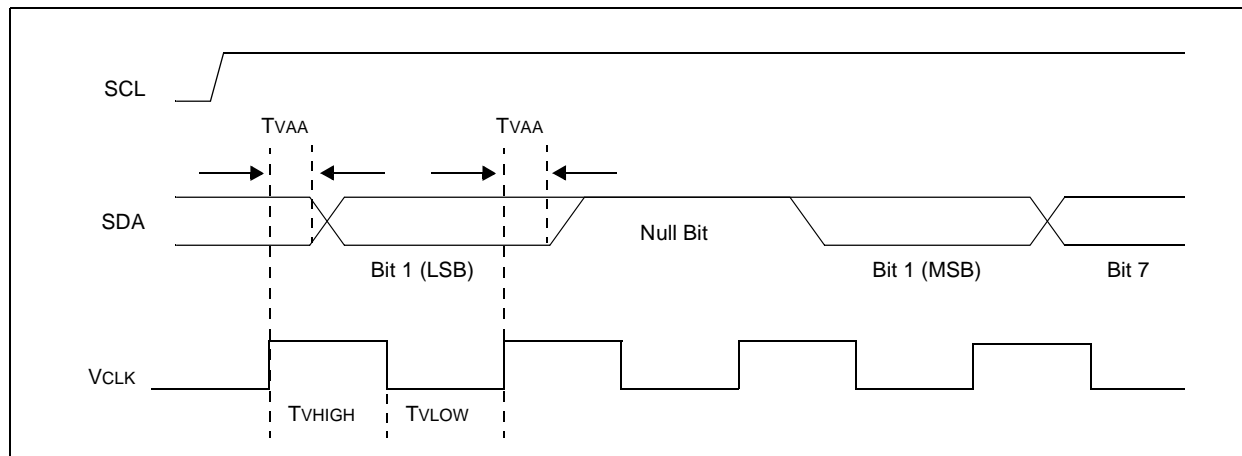 SCL
TVAA TVAA
SDA
Null Bit
Bit 1 (LSB) Bit 1 (MSB) Bit 7
VCLK
TVHIGH TVLOW